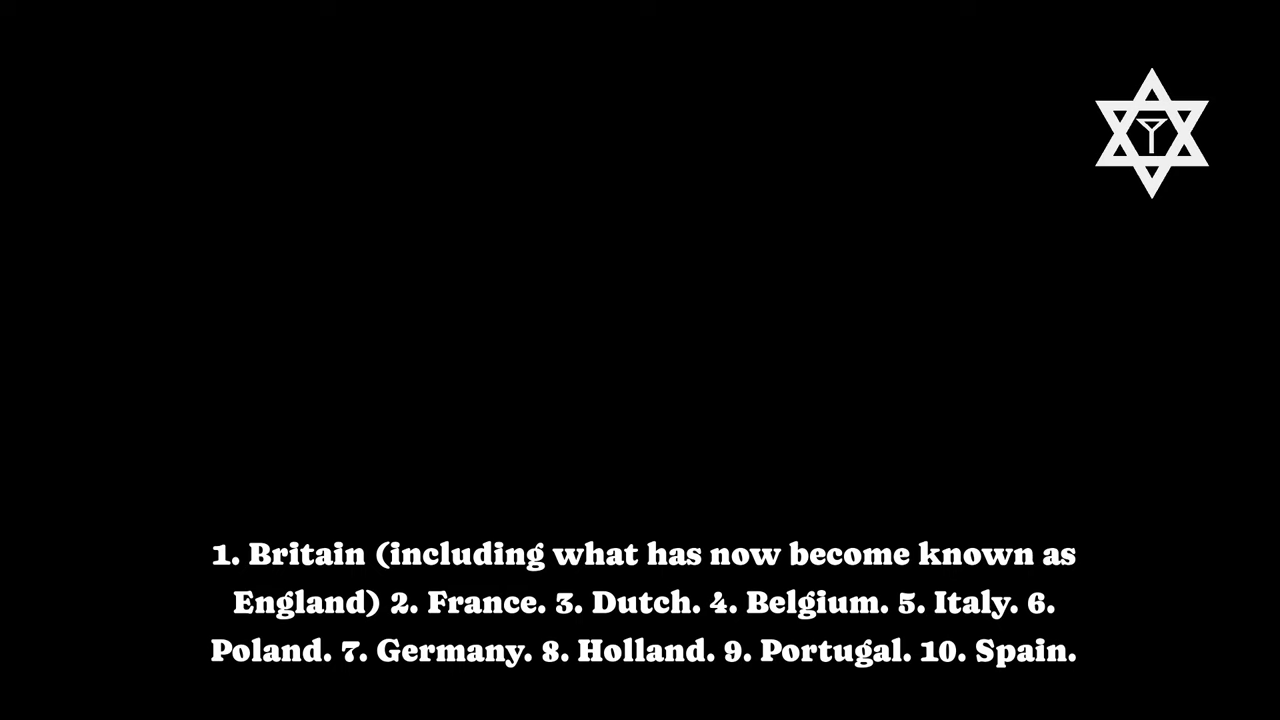 1. Britain (including what has now become known as
England) 2. France. 3. Dutch. 4. Belgium. 5. Italy. 6.
Poland. 7. Germany. 8. Holland. 9. Portugal. 10. Spain.